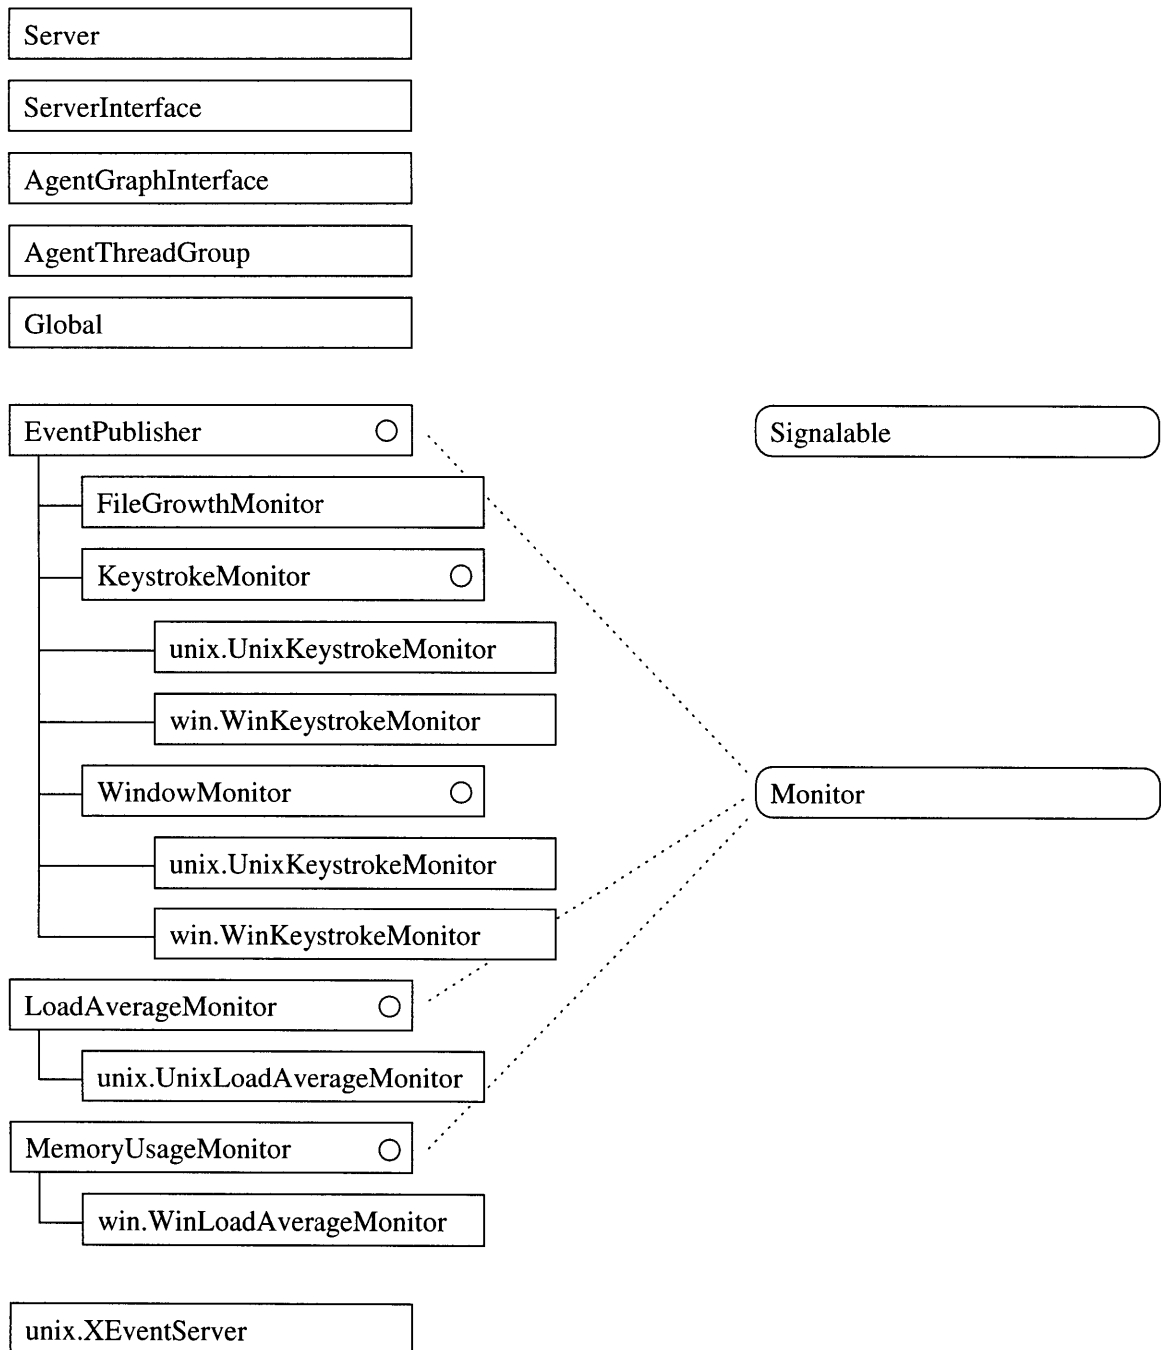 Server
ServerInterface
AgentGraphInterface
AgentThreadGroup
Global
EventPublisher
Signalable
FileGrowthMonitor
KeystrokeMonitor
unix.UnixKeystrokeMonitor
win.WinKeystrokeMonitor
WindowMonitor
Monitor
unix.UnixKeystrokeMonitor
win.WinKeystrokeMonitor
LoadAverageMonitor
unix.UnixLoadAverageMonitor
MemoryUsageMonitor
win.WinLoadAverageMonitor
unix.XEventServer